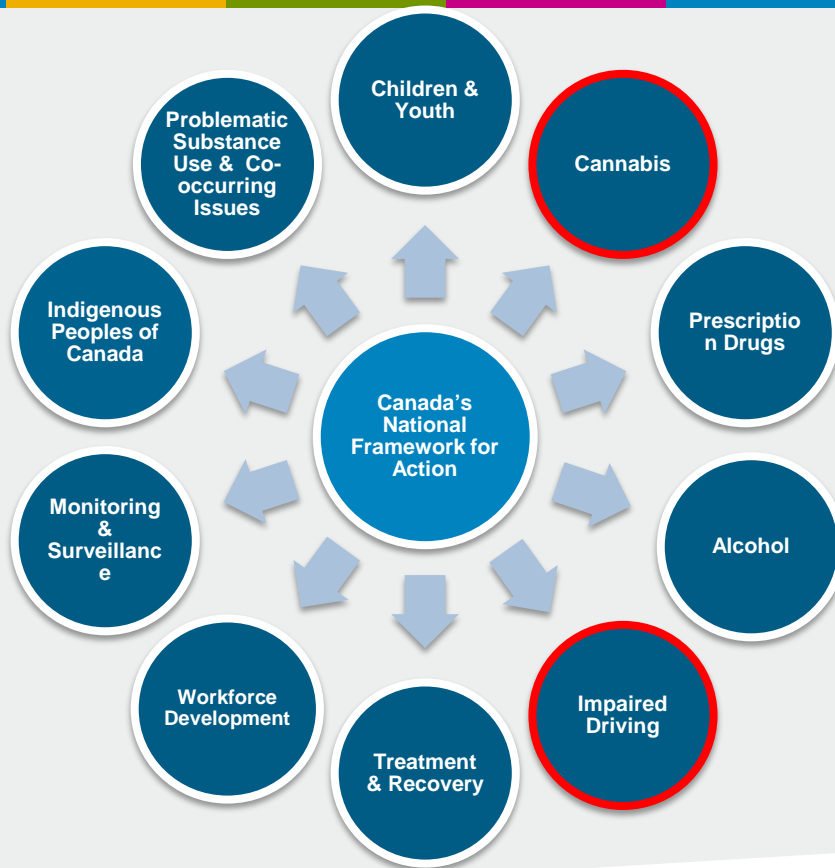 Children &
Youth
Cannabis
Prescriptio
n Drugs
Alcohol
Impaired
Driving
Treatment
& Recovery
Workforce
Development
Monitoring
&
Surveillanc
e
Indigenous
Peoples of
Canada
Problematic
Substance
Use & Co-
occurring
Issues
Canada's
National
Framework for
Action